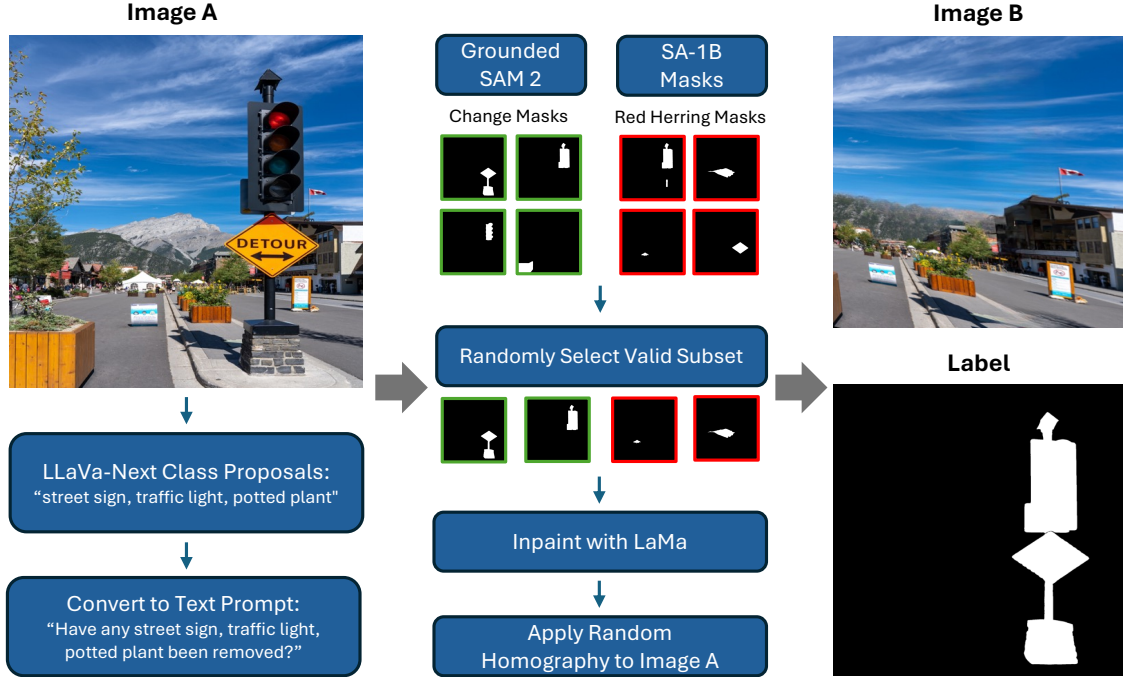 Image A
DETOUR
LLaVa-Next Class Proposals:
“street sign, traffic light, potted plant"
Convert to Text Prompt:
“Have any street sign, traffic light,
potted plant been removed?”
Grounded
SAM 2
SA-1B
Masks
Change Masks
Red Herring Masks
Randomly Select Valid Subset
Inpaint with LaMa
Apply Random
Homography to Image A
Image B
Label